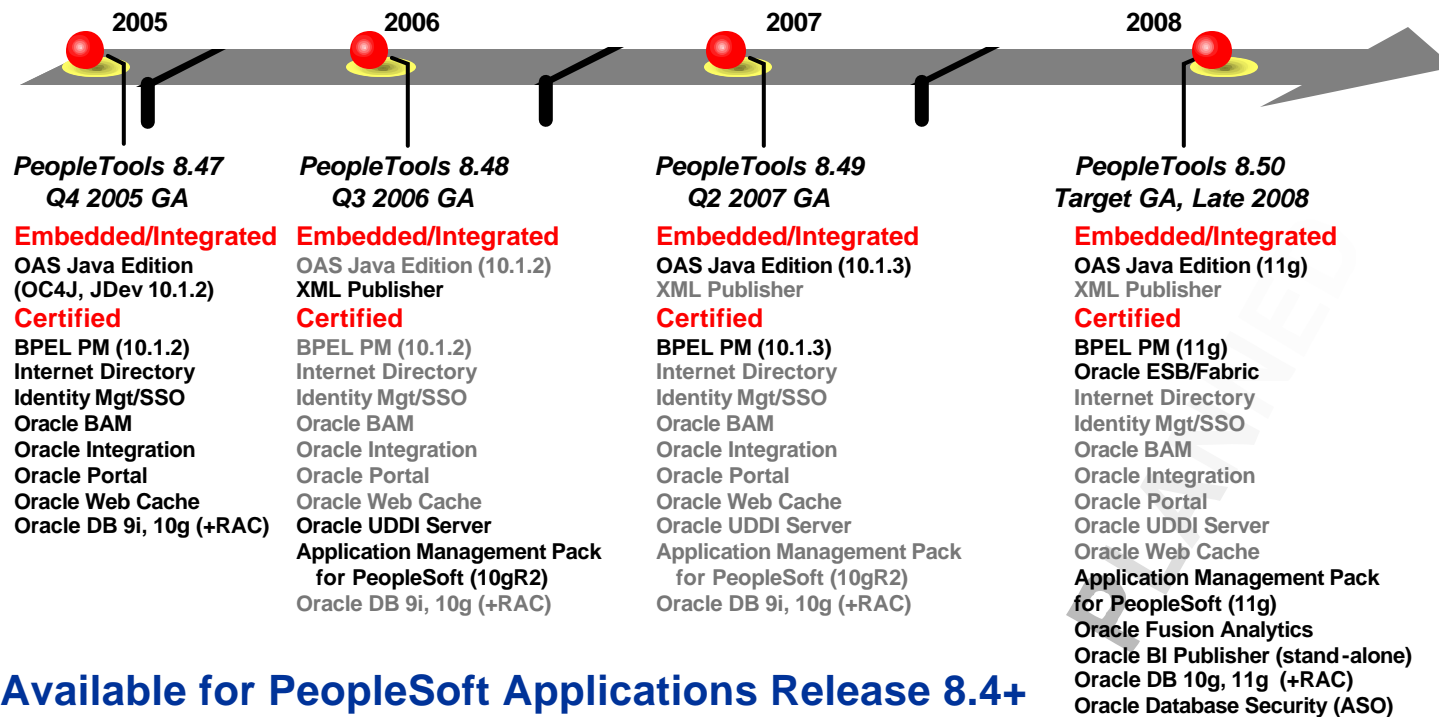 2005
2006
2007
2008
PeopleTools 8.47
Q4 2005 GA
Embedded/Integrated
OAS Java Edition
(OC4J, JDev 10.1.2)
Certified
BPEL PM (10.1.2)
Internet Directory
Identity Mgt/SSO
Oracle BAM
Oracle Integration
Oracle Portal
Oracle Web Cache
Oracle DB 9i, 10g (+RAC)
PeopleTools 8.48
Q3 2006 GA
Embedded/Integrated
OAS Java Edition (10.1.2)
XML Publisher
Certified
BPEL PM (10.1.2)
Internet Directory
Identity Mgt/SSO
Oracle BAM
Oracle Integration
Oracle Portal
Oracle Web Cache
Oracle UDDI Server
Application Management Pack
for PeopleSoft (10gR2)
Oracle DB 9i, 10g (+RAC)
PeopleTools 8.49
Q2 2007 GA
Embedded/Integrated
OAS Java Edition (10.1.3)
XML Publisher
Certified
BPEL PM (10.1.3)
Internet Directory
Identity Mgt/SSO
Oracle BAM
Oracle Integration
Oracle Portal
Oracle Web Cache
Oracle UDDI Server
Application Management Pack
for PeopleSoft (10gR2)
Oracle DB 9i, 10g (+RAC)
PeopleTools 8.50
Target GA, Late 2008
Embedded/Integrated
OAS Java Edition (11g)
XML Publisher
Certified
BPEL PM (11g)
Oracle ESB/Fabric
Internet Directory
Identity Mgt/SSO
Oracle BAM
Oracle Integration
Oracle Portal
Oracle UDDI Server
Oracle Web Cache
Application Management Pack
for PeopleSoft (11g)
Oracle Fusion Analytics
Oracle BI Publisher (stand-alone)
Oracle DB 10g, 11g (+RAC)
Oracle Database Security (ASO)
PLANNED
Available for PeopleSoft Applications Release 8.4+